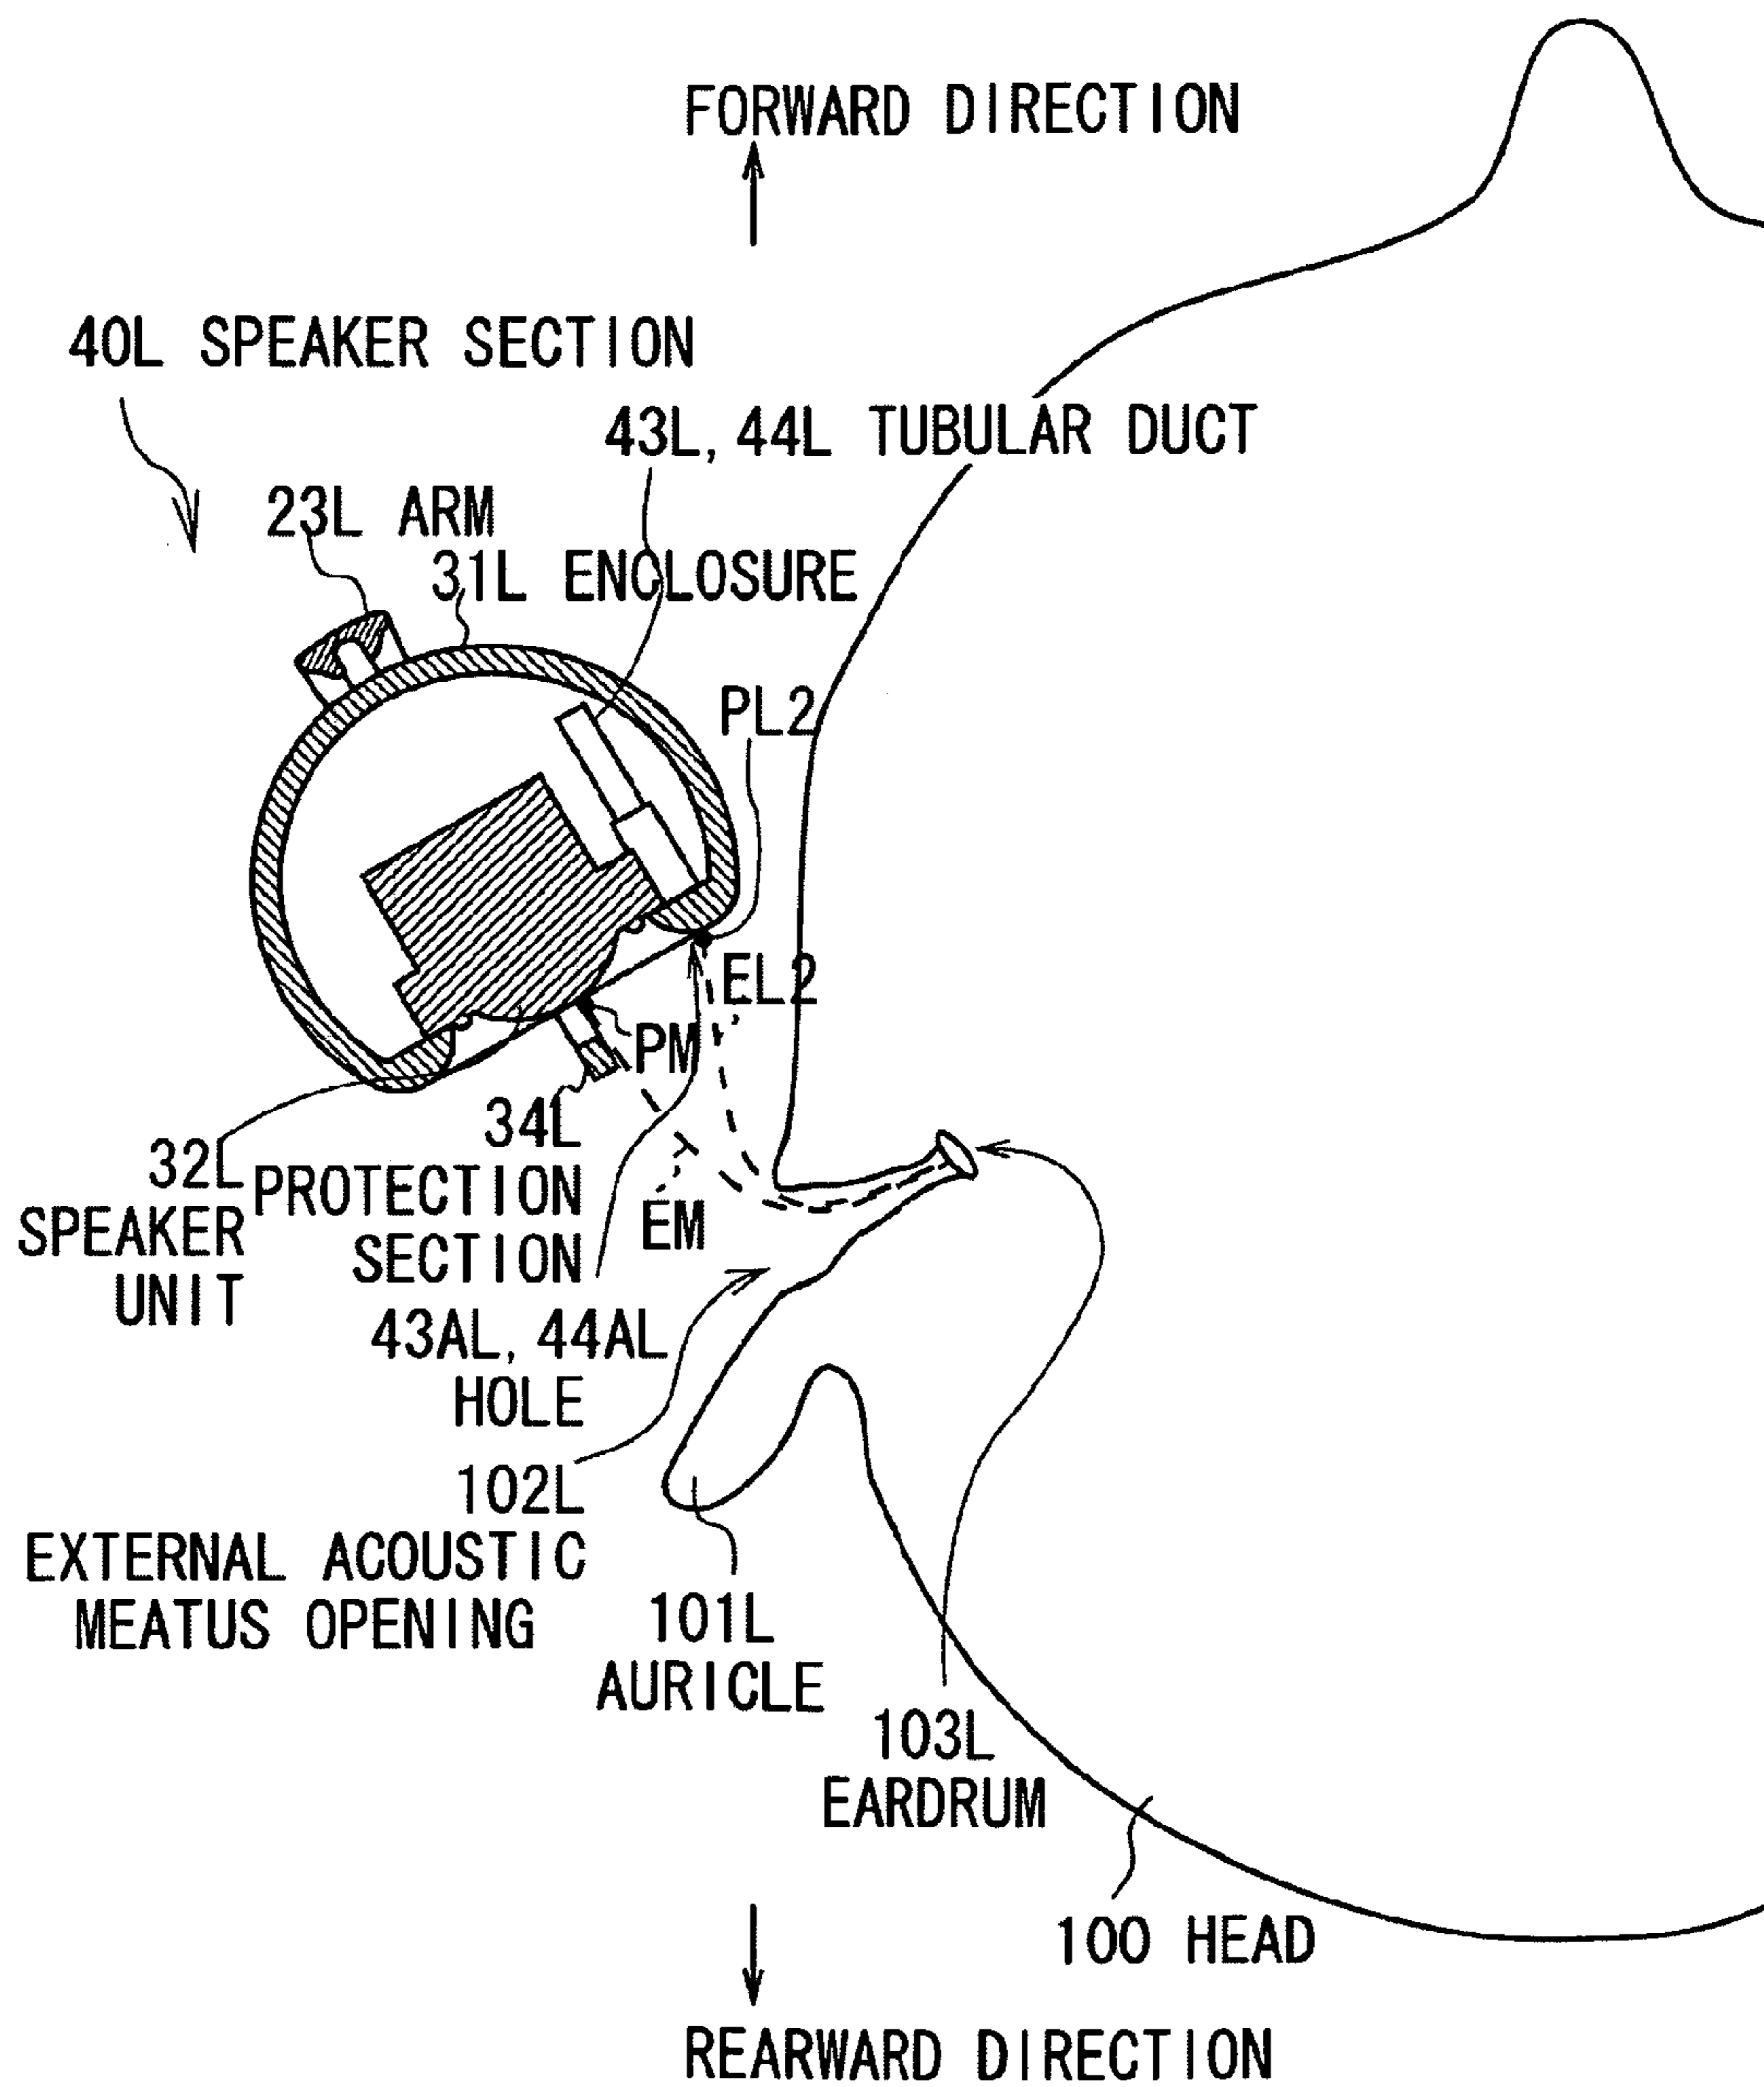 FORWARD DIRECTION
40L SPEAKER SECTION
43L, 44L TUBULAR DUCT
23L ARM
31L ENCLOSURE
PL2
EL2
PM
34L
PROTECTION
SECTION
32L
SPEAKER
UNIT
EM
43AL, 44AL
HOLE
102L
EXTERNAL ACOUSTIC
MEATUS OPENING
101L
AURICLE
103L
EARDRUM
100 HEAD
REARWARD DIRECTION